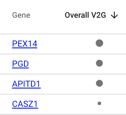 Gene Overall V2G ↓
PEX14
PGD
APITD1
CASZ1